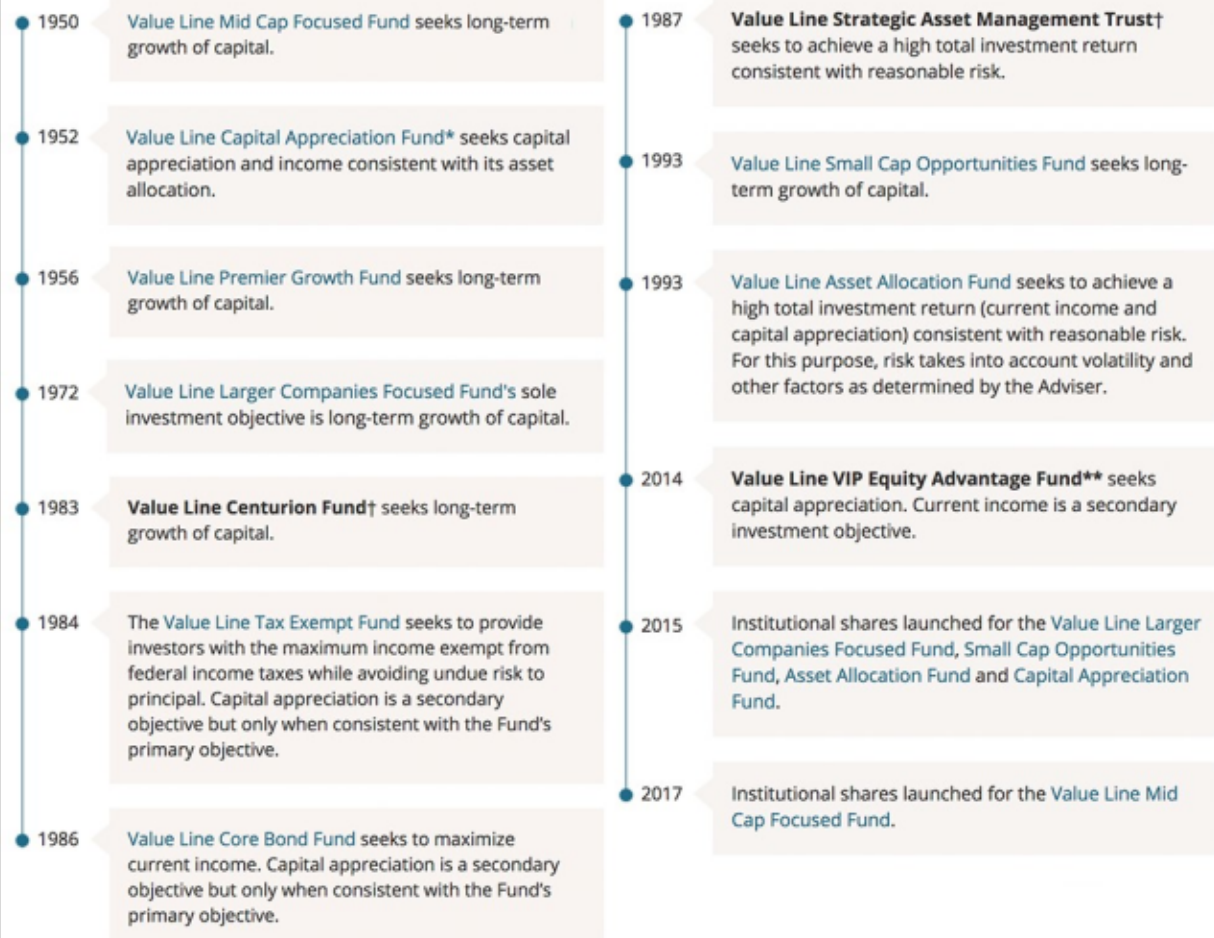 1950
Value Line Mid Cap Focused Fund seeks long-term
growth of capital.
1952
Value Line Capital Appreciation Fund* seeks capital
appreciation and income consistent with its asset
allocation.
1956
Value Line Premier Growth Fund seeks long-term
growth of capital.
1972
Value Line Larger Companies Focused Fund's sole
investment objective is long-term growth of capital.
1983
Value Line Centurion Fund† seeks long-term
growth of capital.
1984
The Value Line Tax Exempt Fund seeks to provide
investors with the maximum income exempt from
federal income taxes while avoiding undue risk to
principal. Capital appreciation is a secondary
objective but only when consistent with the Fund's
primary objective.
1986
Value Line Core Bond Fund seeks to maximize
current income. Capital appreciation is a secondary
objective but only when consistent with the Fund's
primary objective.
1987
Value Line Strategic Asset Management Trust†
seeks to achieve a high total investment return
consistent with reasonable risk.
1993
Value Line Small Cap Opportunities Fund seeks long-
term growth of capital.
1993
Value Line Asset Allocation Fund seeks to achieve a
high total investment return (current income and
capital appreciation) consistent with reasonable risk.
For this purpose, risk takes into account volatility and
other factors as determined by the Adviser.
2014
Value Line VIP Equity Advantage Fund** seeks
capital appreciation. Current income is a secondary
investment objective.
2015
Institutional shares launched for the Value Line Larger
Companies Focused Fund, Small Cap Opportunities
Fund, Asset Allocation Fund and Capital Appreciation
Fund.
2017
Institutional shares launched for the Value Line Mid
Cap Focused Fund.